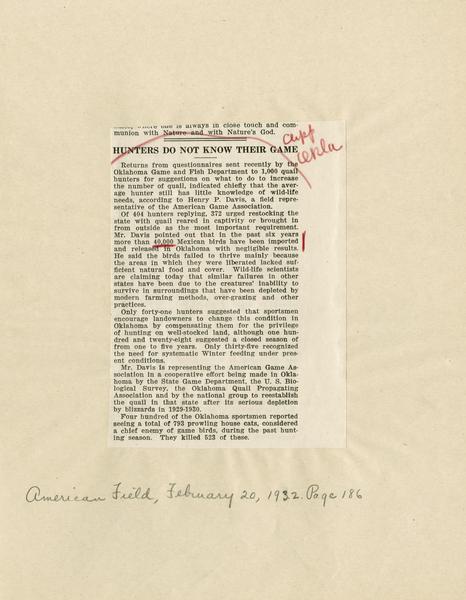 where one is always in close touch and com-
munion with Nature and with Nature's God.
HUNTERS DO NOT KNOW THEIR GAME
Returns from questionnaires sent recently by the
Oklahoma Game and Fish Department to 1,000 quail
hunters for suggestions on what to do to increase
the number of quail, indicated chiefly that the aver-
age hunter still has little knowledge of wild-life
needs, according to Henry P. Davis, a field repre-
sentative of the American Game Association.
Of 404 hunters replying, 372 urged restocking the
state with quail reared in captivity or brought in
from outside as the most important requirement.
Mr. Davis pointed out that in the past six years
more than 40,000 Mexican birds have been imported
and released in Oklahoma with negligible results.
He said the birds failed to thrive mainly because
the areas in which they were liberated lacked suf-
ficient natural food and cover. Wild-life scientists
are claiming today that similar failures in other
states have been due to the creatures' inability to
survive in surroundings that have been depleted by
modern farming methods, over-grazing and other
practices.
Only forty-one hunters suggested that sportsmen
encourage landowners to change this condition in
Oklahoma by compensating them for the privilege
of hunting on well-stocked land, although one hun-
dred and twenty-eight suggested a closed season of
from one to five years. Only thirty-five recognized
the need for systematic Winter feeding under pres-
ent conditions.
Mr. Davis is representing the American Game As-
sociation in a cooperative effort being made in Okla-
homa by the State Game Department, the U. S. Bio-
logical Survey, the Oklahoma Quail Propagating
Association and by the national group to reestablish
the quail in that state after its serious depletion
by blizzards in 1929-1930.
Four hundred of the Oklahoma sportsmen reported
seeing a total of 793 prowling house cats, considered
a chief enemy of game birds, during the past hunt-
ing season. They killed 523 of these.
American Field, February 20, 1932. Page 186